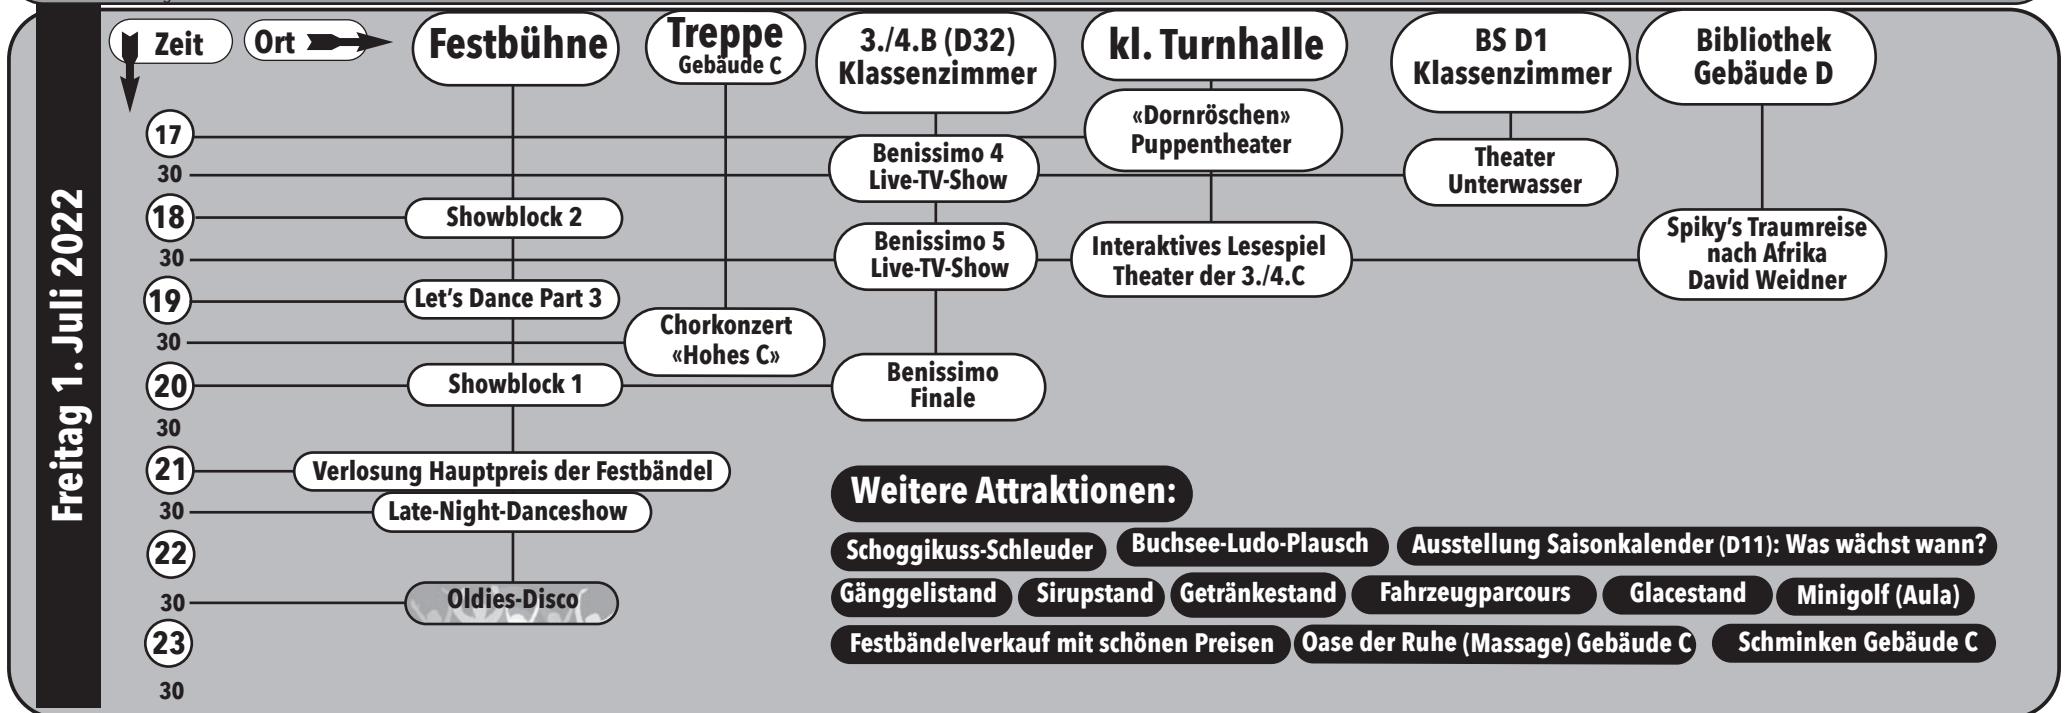 Freitag 1. Juli 2022
Zeit
Ort
Festbühne
Treppe
Gebäude C
3./4.B (D32)
Klassenzimmer
kl. Turnhalle
BS D1
Klassenzimmer
Bibliothek
Gebäude D
17
«Dornröschen»
Puppentheater
30
Benissimo 4
Live-TV-Show
Theater
Unterwasser
18
Showblock 2
30
Benissimo 5
Live-TV-Show
Interaktives Lesespiel
Theater der 3./4.C
Spiky's Traumreise
nach Afrika
David Weidner
19
Let's Dance Part 3
30
Chorkonzert
«Hohes C»
20
Showblock 1
Benissimo
Finale
30
21
Verlosung Hauptpreis der Festbändel
30
Late-Night-Danceshow
22
30
Oldies-Disco
23
30
Weitere Attraktionen:
Schoggikuss-Schleuder
Buchsee-Ludo-Plausch
Ausstellung Saisonkalender (D11): Was wächst wann?
Gänggelistand
Sirupstand
Getränkestand
Fahrzeugparcours
Glacestand
Minigolf (Aula)
Festbändelverkauf mit schönen Preisen
Oase der Ruhe (Massage) Gebäude C
Schminken Gebäude C